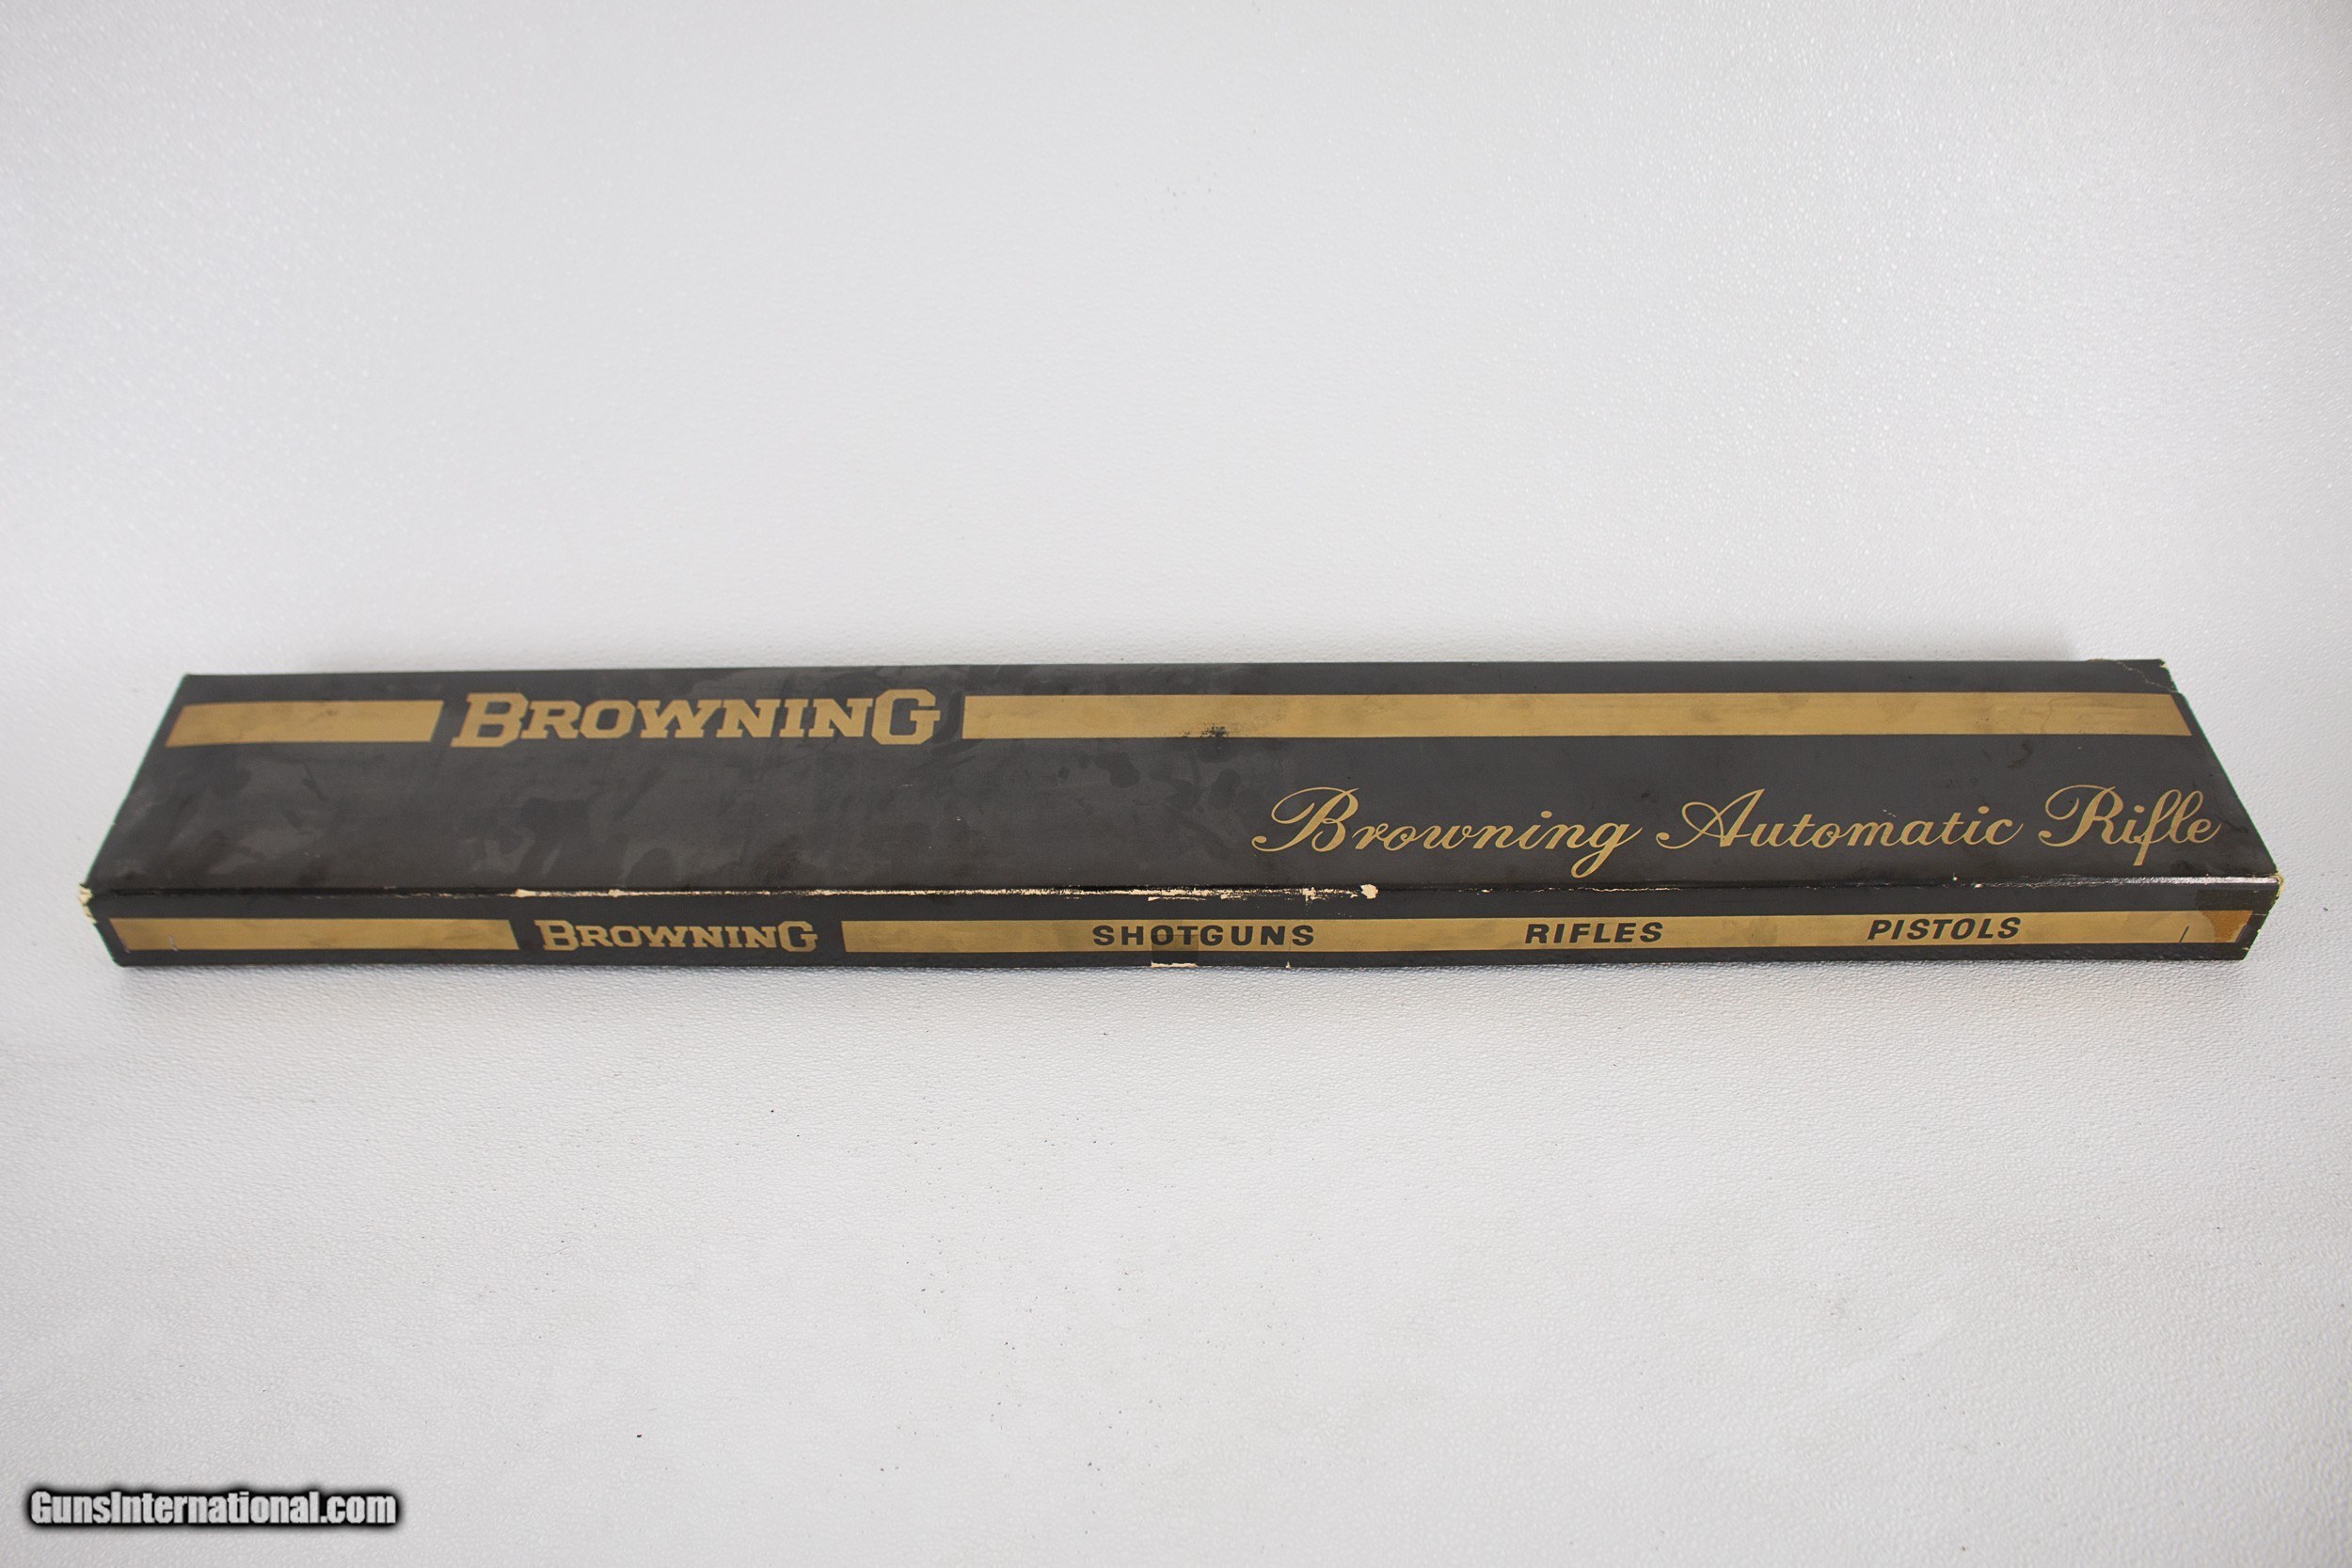 BROWNING
Browning Automatic Rifle
BROWNING SHOTGUNS RIFLES PISTOLS
GunsInternational.com